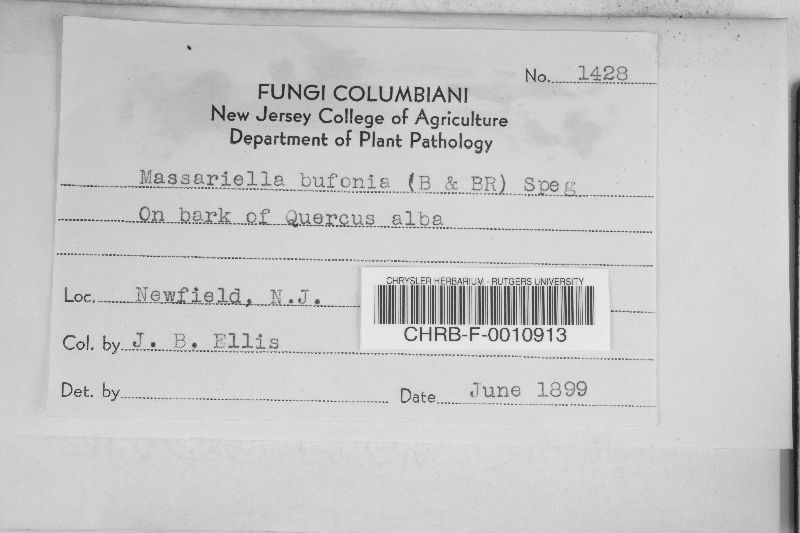 No. 1428
FUNGI COLUMBIANI
New Jersey College of Agriculture
Department of Plant Pathology
Massariella bufonia (B & BR) Speg
On bark of Quercus alba
Loc. Newfield, N.J.
CHRYSLER HERBARIUM - RUTGERS UNIVERSITY
CHRB-F-0010913
Col. by J. B. Ellis
Det. by
Date June 1899